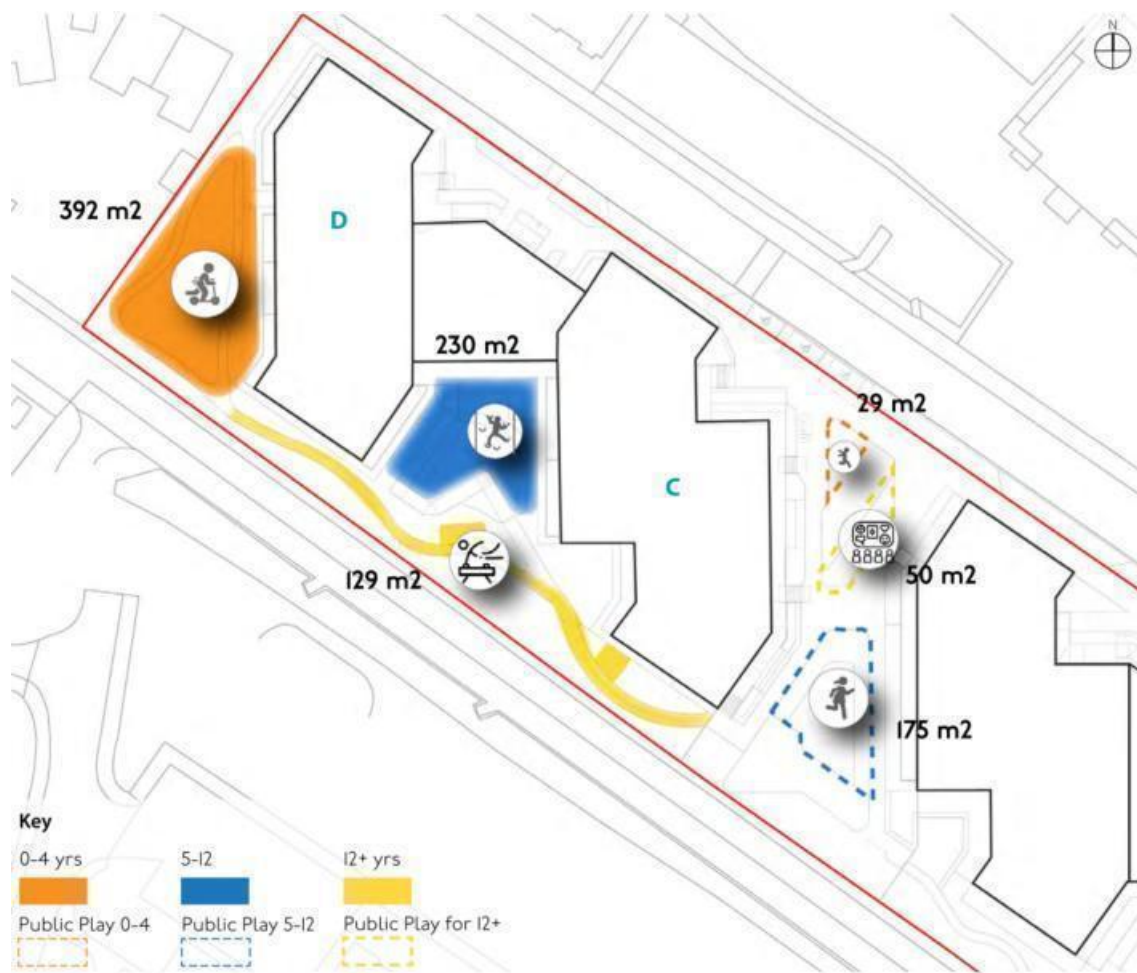 N
392 m2
D
230 m2
29 m2
C
50 m2
129 m2
175 m2
Key
0-4 yrs
5-12
12+ yrs
Public Play 0-4
Public Play 5-12
Public Play for 12+